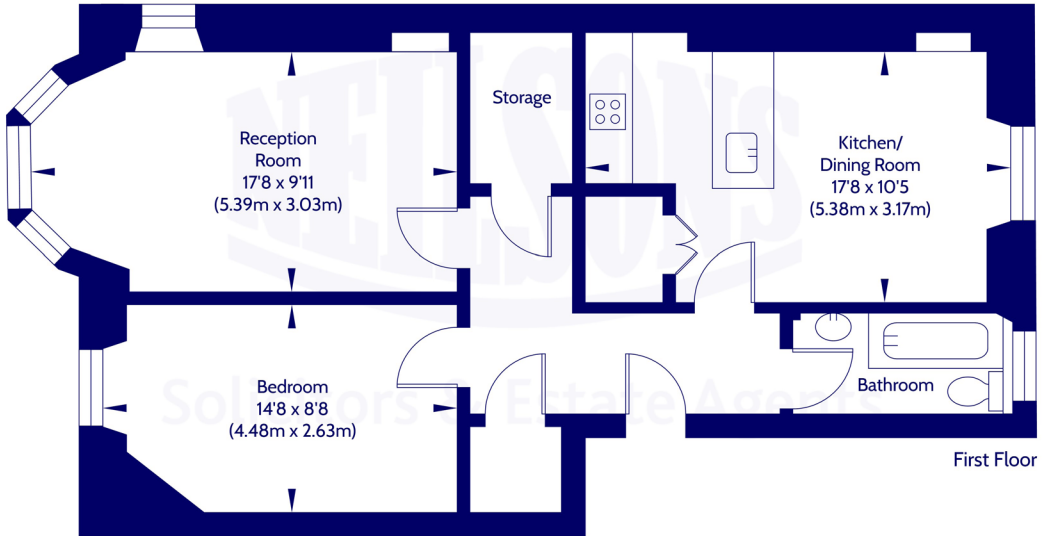 NEILSONS
Solicitors & Estate Agents
Reception
Room
17'8 x 9'11
(5.39m x 3.03m)
Storage
Kitchen/
Dining Room
17'8 x 10'5
(5.38m x 3.17m)
Bedroom
14'8 x 8'8
(4.48m x 2.63m)
Bathroom
First Floor